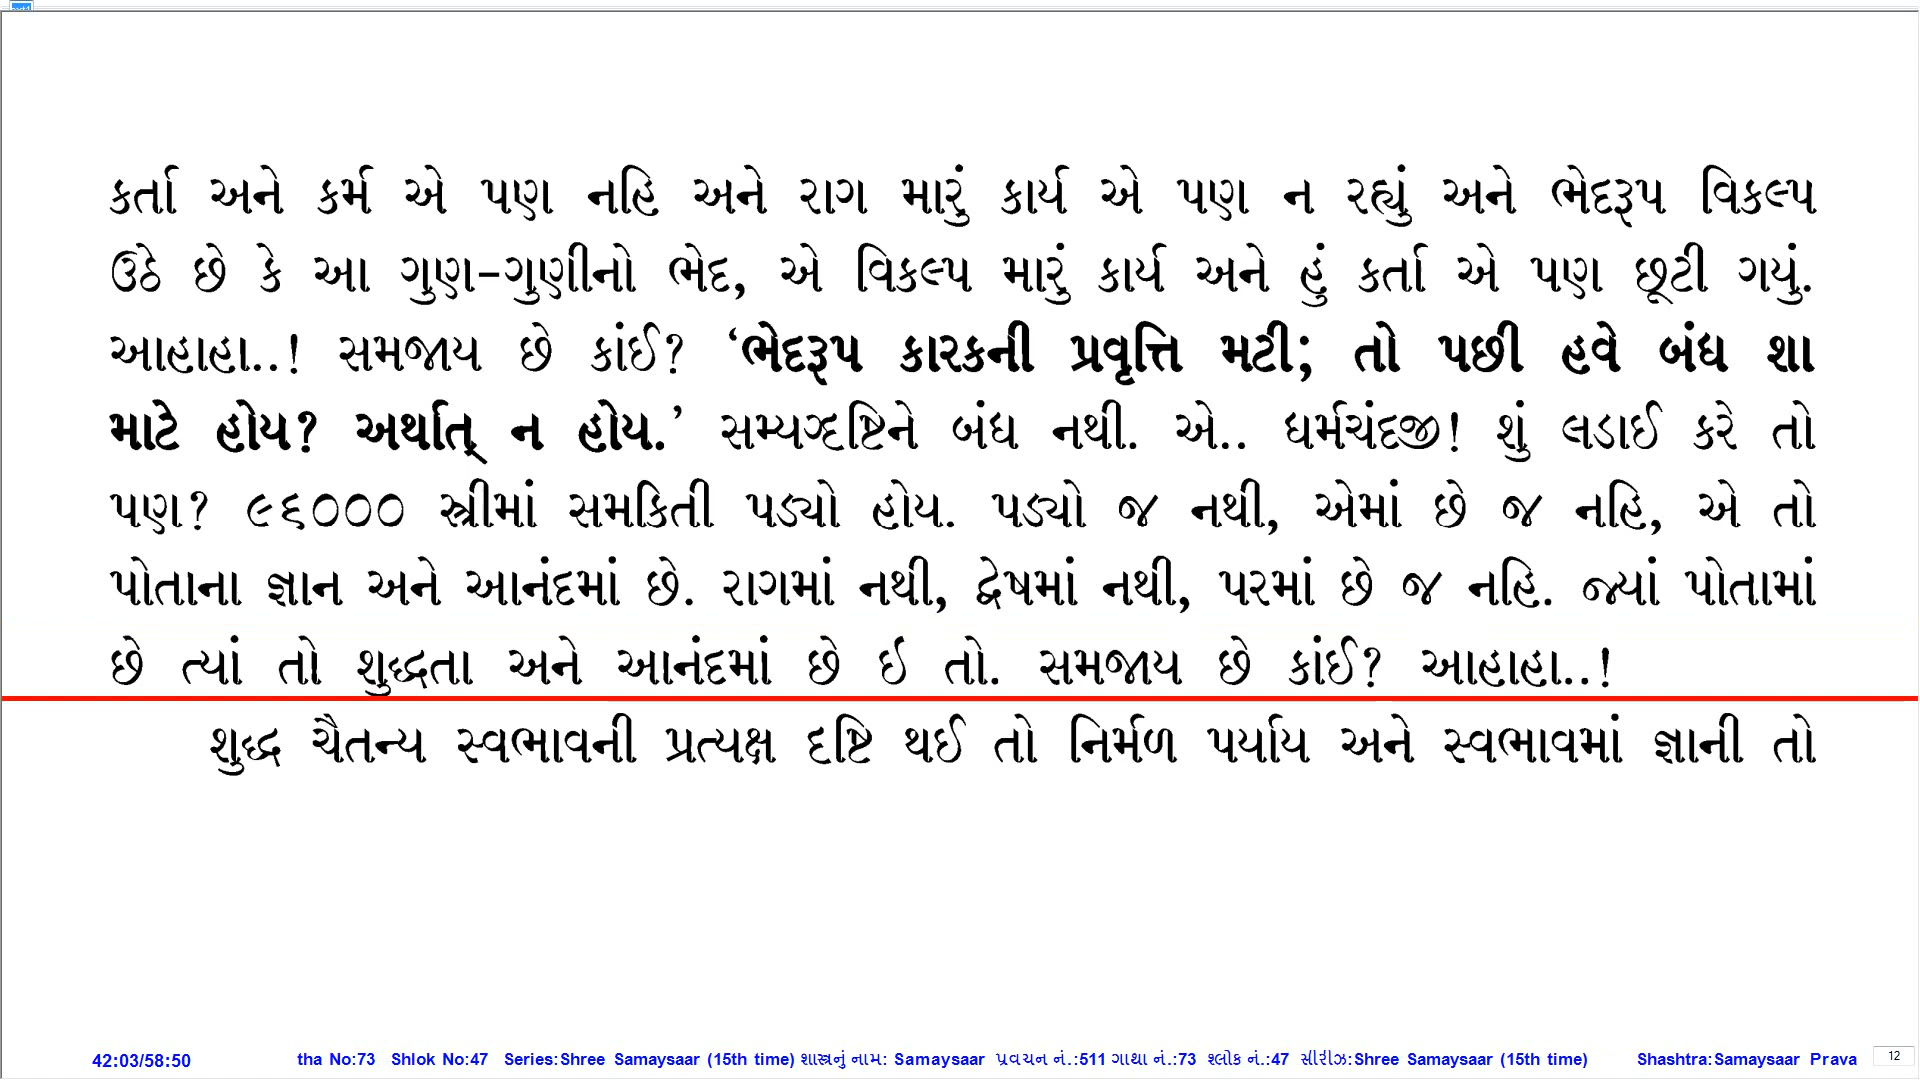 કર્તા અને કર્મ એ પણ નહિ અને રાગ મારું કાર્ય એ પણ ન રહ્યું અને ભેદરૂપ વિકલ્પ
ઉઠે છે કે આ ગુણ-ગુણીનો ભેદ, એ વિકલ્પ મારું કાર્ય અને હું કર્તા એ પણ છૂટી ગયું.
આહાહા..! સમજાય છે કાંઈ? ‘ભેદરૂપ કારકની પ્રવૃત્તિ મટી; તો પછી હવે બંધ શા
માટે હોય? અર્થાત્ ન હોય.’ સમ્યગ્દષ્ટિને બંધ નથી. એ.. ધર્મચંદજી! શું લડાઈ કરે તો
પણ? ૯૬૦૦૦ સ્ત્રીમાં સમકિતી પડ્યો હોય. પડ્યો જ નથી, એમાં છે જ નહિ, એ તો
પોતાના જ્ઞાન અને આનંદમાં છે. રાગમાં નથી, દ્વેષમાં નથી, પરમાં છે જ નહિ. જ્યાં પોતામાં
છે ત્યાં તો શુદ્ધતા અને આનંદમાં છે ઇ તો. સમજાય છે કાંઈ? આહાહા..!
શુદ્ધ ચૈતન્ય સ્વભાવની પ્રત્યક્ષ દષ્ટિ થઈ તો નિર્મળ પર્યાય અને સ્વભાવમાં જ્ઞાની તો
42:03/58:50 tha No:73 Shlok No:47 Series:Shree Samaysaar (15th time) શાસ્ત્રનું નામ: Samaysaar પ્રવચન નં.:511 ગાથા નં.:73 શ્લોક નં.:47 સીરીઝ:Shree Samaysaar (15th time) Shashtra:Samaysaar Prava 12